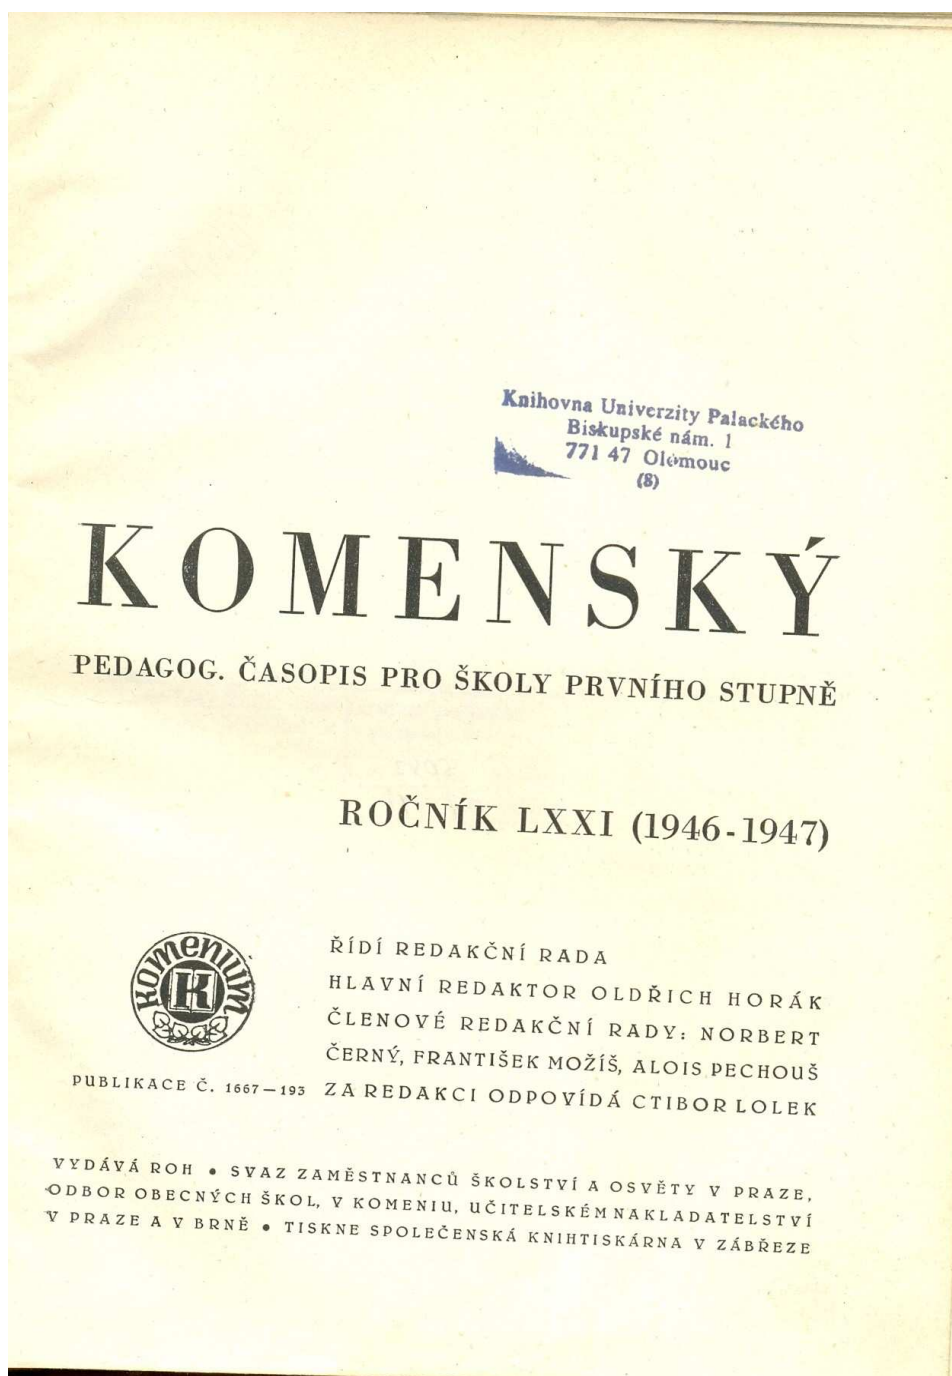 Knihovna Univerzity Palackého
Biskupské nám. 1
771 47 Olomouc
(8)
KOMENSKÝ
PEDAGOG. ČASOPIS PRO ŠKOLY PRVNÍHO STUPNĚ
ROČNÍK LXXI (1946-1947)
komenium
K
PUBLIKACE Č. 1667—193
ŘÍDÍ REDAKČNÍ RADA
HLAVNÍ REDAKTOR OLDŘICH HORÁK
ČLENOVÉ REDAKČNÍ RADY: NORBERT
ČERNÝ, FRANTIŠEK MOŽÍŠ, ALOIS PECHOUŠ
ZA REDAKCI ODPOVÍDÁ CTIBOR LOLEK
VYDÁVÁ ROH • SVAZ ZAMĚSTNANCŮ ŠKOLSTVÍ A OSVĚTY V PRAZE,
ODBOR OBECNÝCH ŠKOL, V KOMENIU, UČITELSKÉM NAKLADATELSTVÍ
V PRAZE A V BRNĚ • TISKNE SPOLEČENSKÁ KNIHTISKÁRNA V ZÁBŘEZE